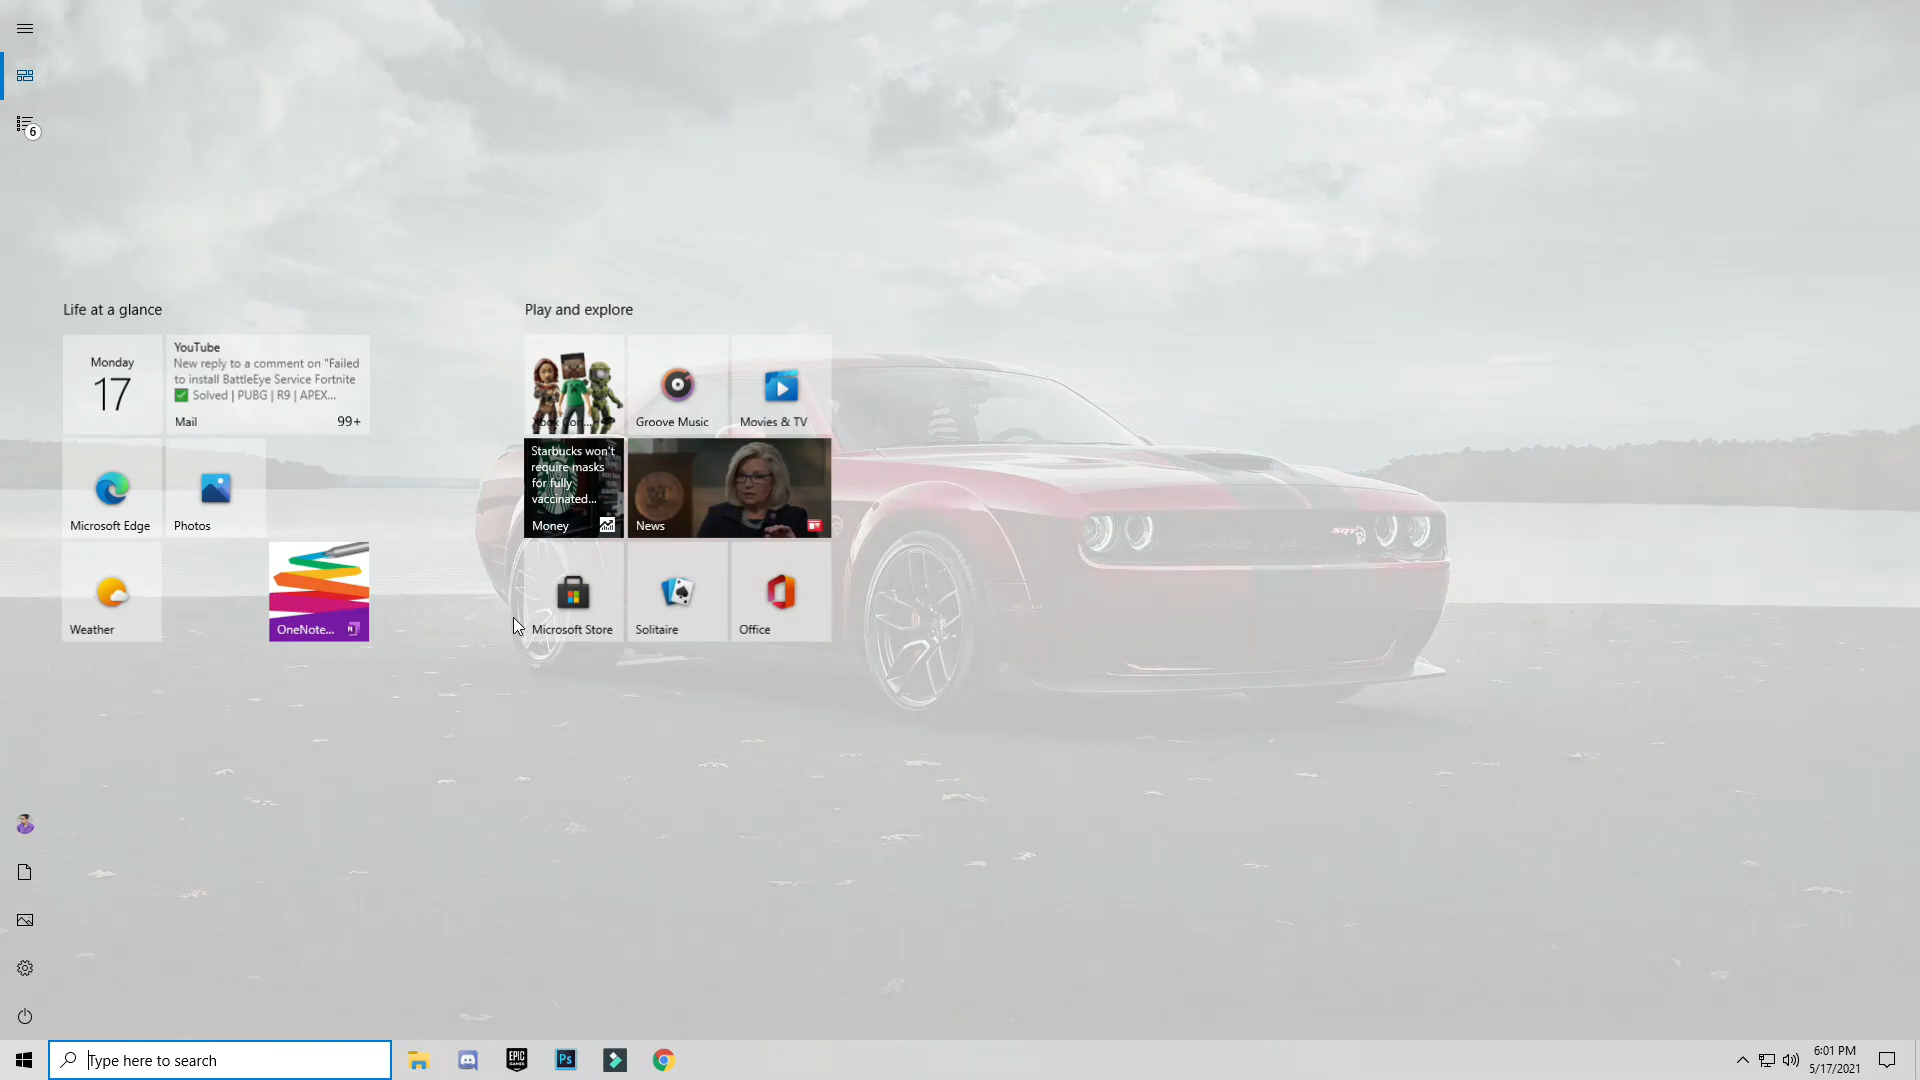 6
Life at a glance
Play and explore
Monday
17
YouTube
New reply to a comment on "Failed
to install BattleEye Service Fortnite
✅ Solved | PUBG | R9 | APEX...
Mail 99+
Xbox Con...
Groove Music
Movies & TV
Microsoft Edge
Photos
Starbucks won't
require masks
for fully
vaccinated...
Money
News
Weather
OneNote...
N
Microsoft Store
Solitaire
Office
SRT
Type here to search
EPIC
GAMES
Ps
6:01 PM
5/17/2021